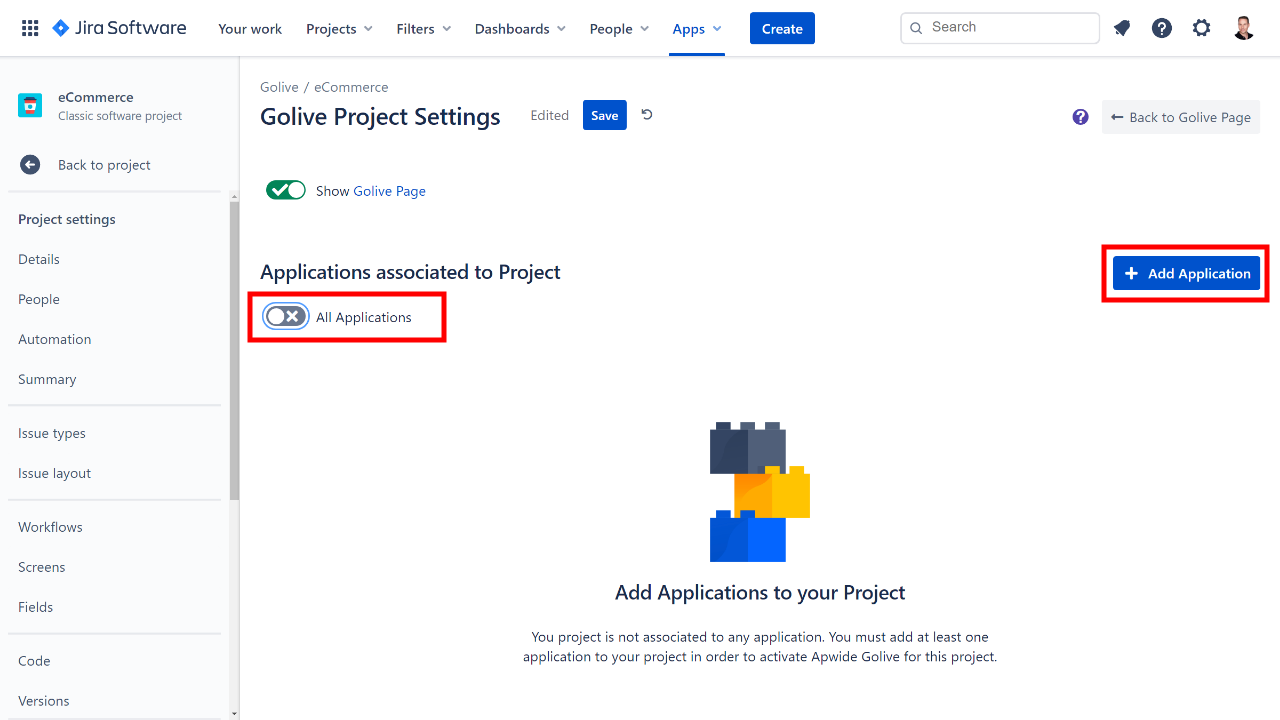 Jira Software
Your work
Projects
Filters
Dashboards
People
Apps
Create
Search
eCommerce
Classic software project
Back to project
Project settings
Details
People
Automation
Summary
Issue types
Issue layout
Workflows
Screens
Fields
Code
Versions
Golive / eCommerce
Golive Project Settings
Edited
Save
?
← Back to Golive Page
Show Golive Page
Applications associated to Project
+ Add Application
All Applications
Add Applications to your Project
You project is not associated to any application. You must add at least one
application to your project in order to activate Apwide Golive for this project.